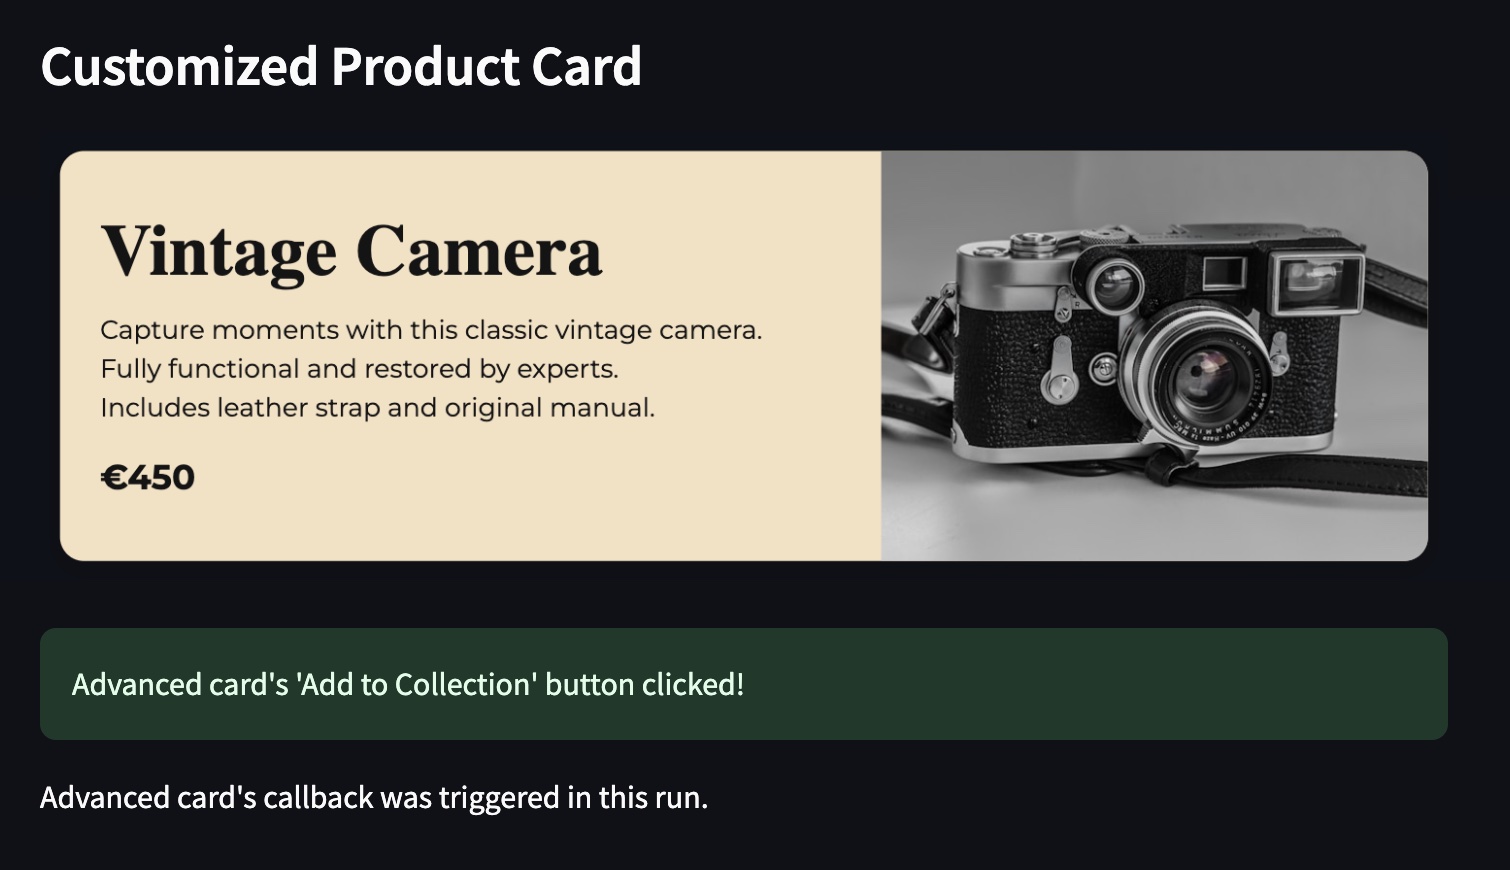 Customized Product Card
Vintage Camera
Capture moments with this classic vintage camera.
Fully functional and restored by experts.
Includes leather strap and original manual.
€450
Advanced card's 'Add to Collection' button clicked!
Advanced card's callback was triggered in this run.